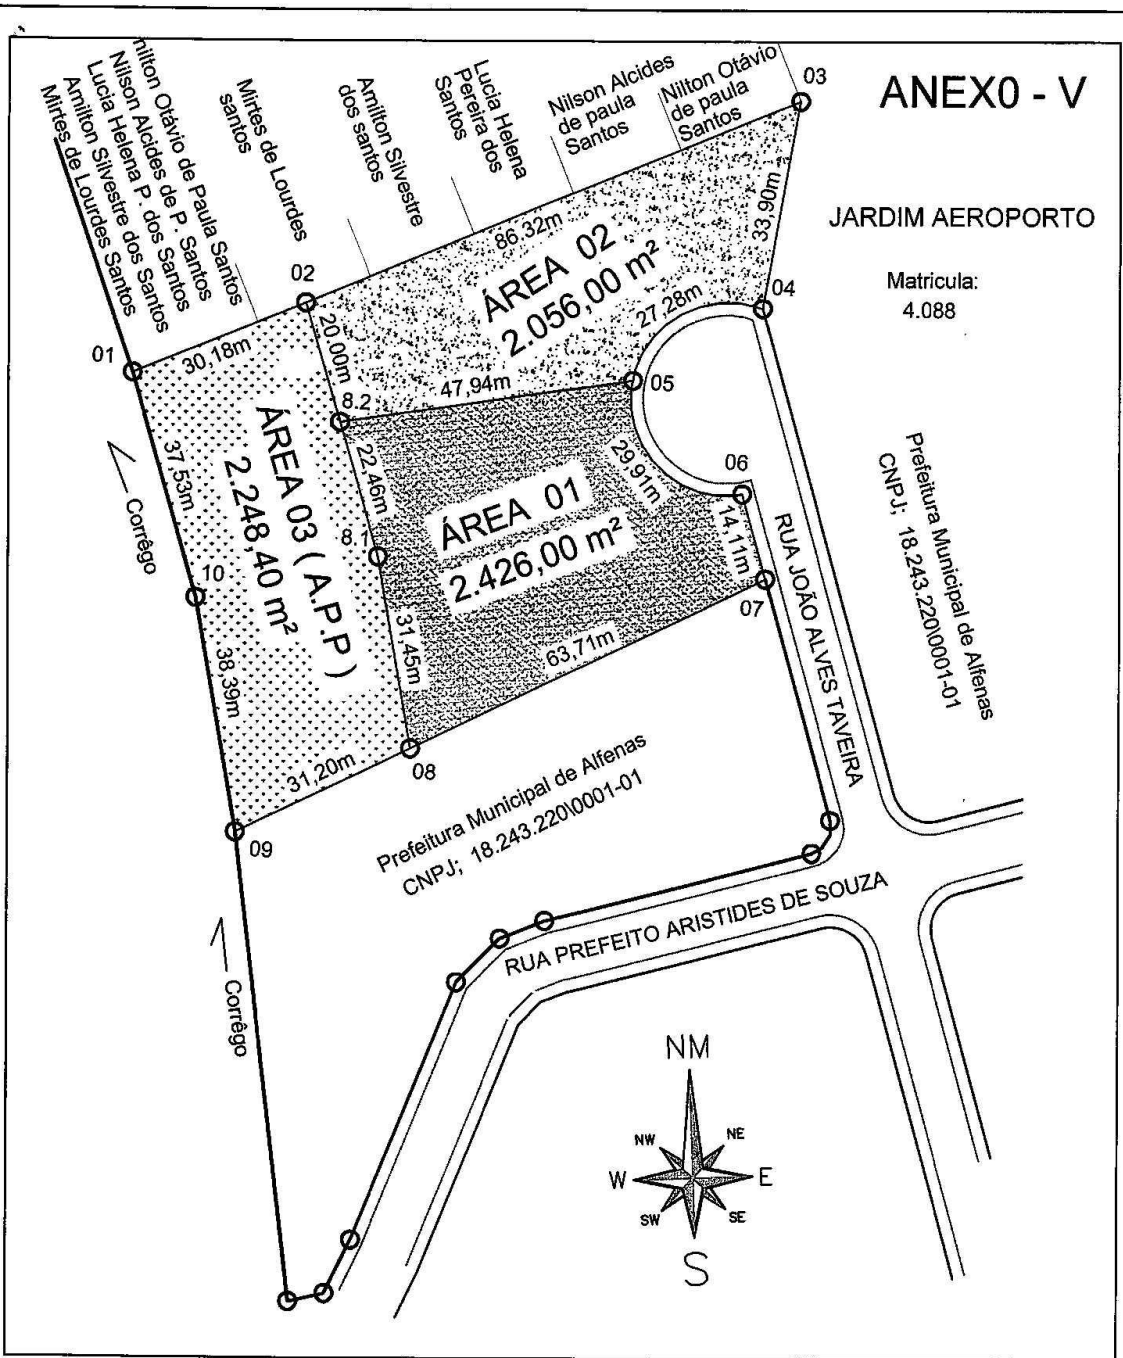 ANEX0 - V
JARDIM AEROPORTO
Matricula:
4.088
Nilson Alcides de P. Santos
Lucia Helena P. dos Santos
Amilton Silvestre dos Santos
Mirtes de Lourdes Santos
Mirtes de Lourdes
santos
Amilton Silvestre
dos santos
Lucia Helena
Pereira dos
Santos
Nilson Alcides
de paula
Santos
Nilton Otávio
de paula
Santos
03
02
01
86.32m
33,90m
ÁREA 02
2.056,00 m²
27,28m
04
30,18m
20.00m
47,94m
05
8.2
37,53m
ÁREA 03 ( A.P.P )
2.248,40 m²
22,46m
ÁREA 01
2.426,00 m²
29,91m
06
14,11m
07
8.1
31,45m
63,71m
10
38,39m
31,20m
08
09
Corrêgo
Corrêgo
RUA JOÃO ALVES TAVEIRA
Prefeitura Municipal de Alfenas
CNPJ; 18.243.220\0001-01
Prefeitura Municipal de Alfenas
CNPJ; 18.243.220\0001-01
RUA PREFEITO ARISTIDES DE SOUZA
NM
NW
NE
W
E
SW
SE
S